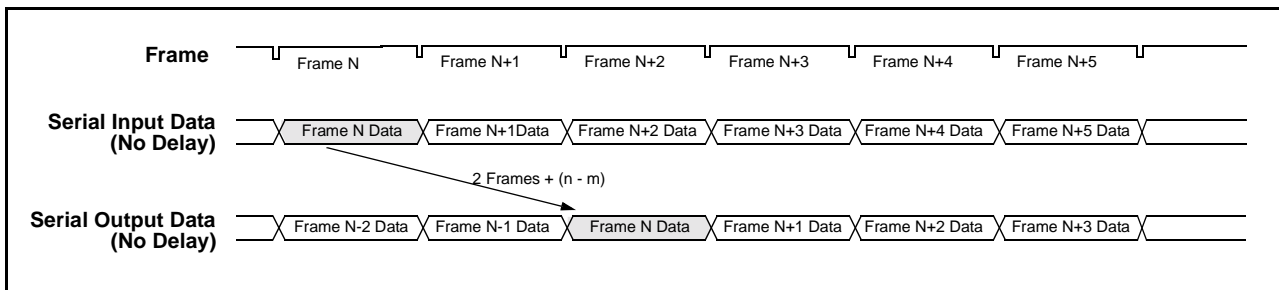 Frame
Frame N
Frame N+1
Frame N+2
Frame N+3
Frame N+4
Frame N+5
Serial Input Data
(No Delay)
Frame N Data
Frame N+1Data
Frame N+2 Data
Frame N+3 Data
Frame N+4 Data
Frame N+5 Data
2 Frames + (n - m)
Serial Output Data
(No Delay)
Frame N-2 Data
Frame N-1 Data
Frame N Data
Frame N+1 Data
Frame N+2 Data
Frame N+3 Data